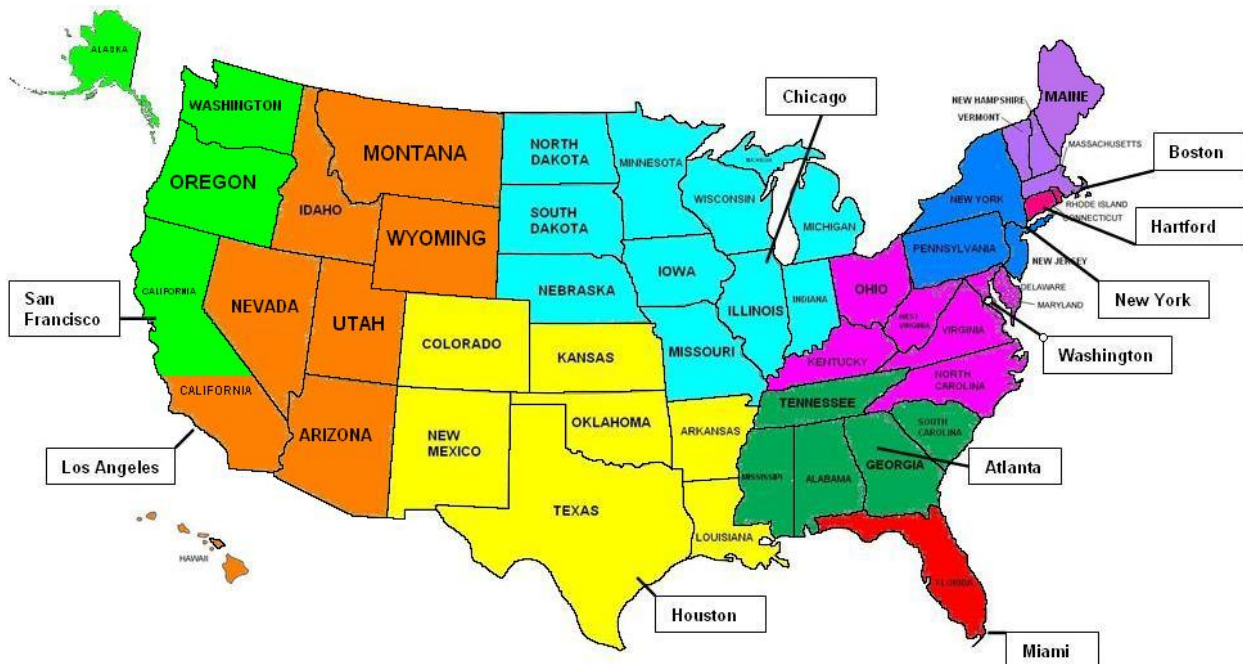 ALASKA
WASHINGTON
OREGON
CALIFORNIA
San
Francisco
CALIFORNIA
Los Angeles
HAWAII
MONTANA
IDAHO
WYOMING
NEVADA
UTAH
ARIZONA
COLORADO
KANSAS
NEW
MEXICO
OKLAHOMA
TEXAS
ARKANSAS
LOUISIANA
Houston
NORTH
DAKOTA
SOUTH
DAKOTA
NEBRASKA
MINNESOTA
IOWA
MISSOURI
WISCONSIN
ILLINOIS
INDIANA
MICHIGAN
MICHIGAN
Chicago
OHIO
WEST
VIRGINIA
VIRGINIA
KENTUCKY
NORTH
CAROLINA
DELAWARE
MARYLAND
Washington
TENNESSEE
MISSISSIPI
ALABAMA
GEORGIA
SOUTH
CAROLINA
Atlanta
FLORIDA
Miami
NEW YORK
PENNSYLVANIA
NEW JERSEY
New York
MAINE
NEW HAMPSHIRE
VERMONT
MASSACHUSETTS
Boston
RHODE ISLAND
CONNECTICUT
Hartford